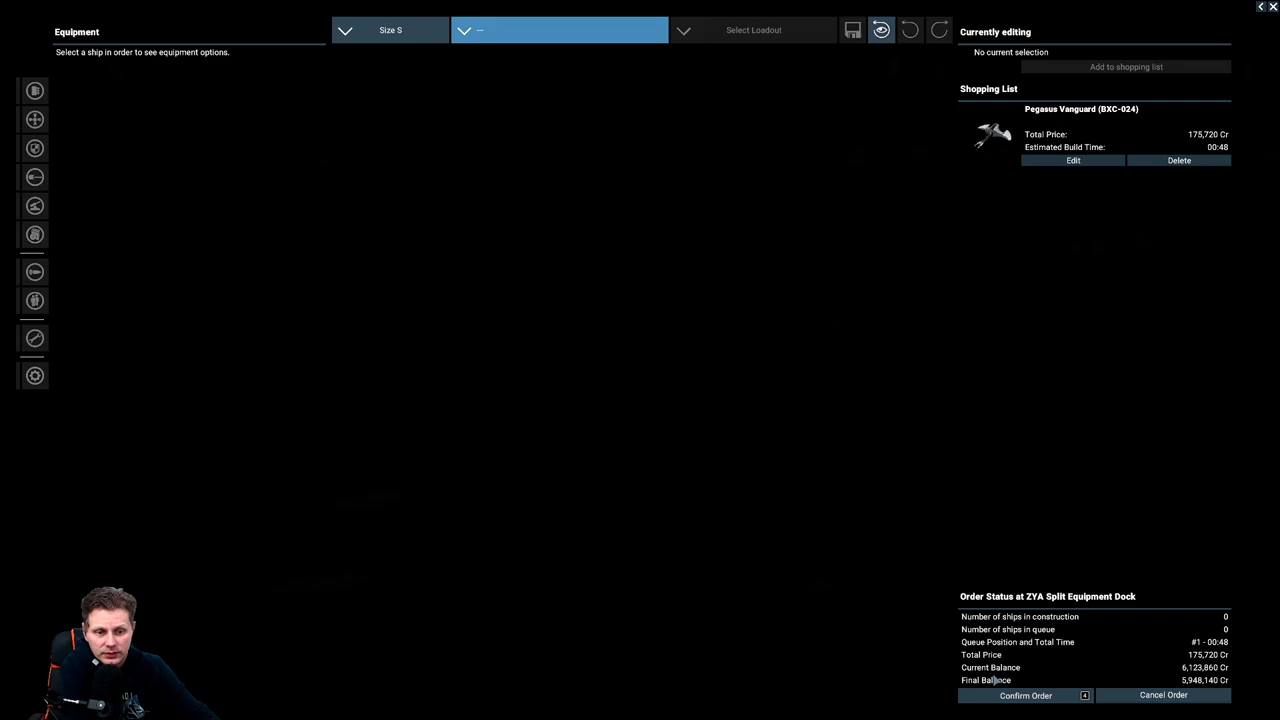 Equipment
Select a ship in order to see equipment options.
Size S
--
Select Loadout
Currently editing
No current selection
Add to shopping list
Shopping List
Pegasus Vanguard (BXC-024)
Total Price: 175,720 Cr
Estimated Build Time: 00:48
Edit Delete
Order Status at ZYA Split Equipment Dock
Number of ships in construction 0
Number of ships in queue 0
Queue Position and Total Time #1 - 00:48
Total Price 175,720 Cr
Current Balance 6,123,860 Cr
Final Balance 5,948,140 Cr
Confirm Order 4 Cancel Order